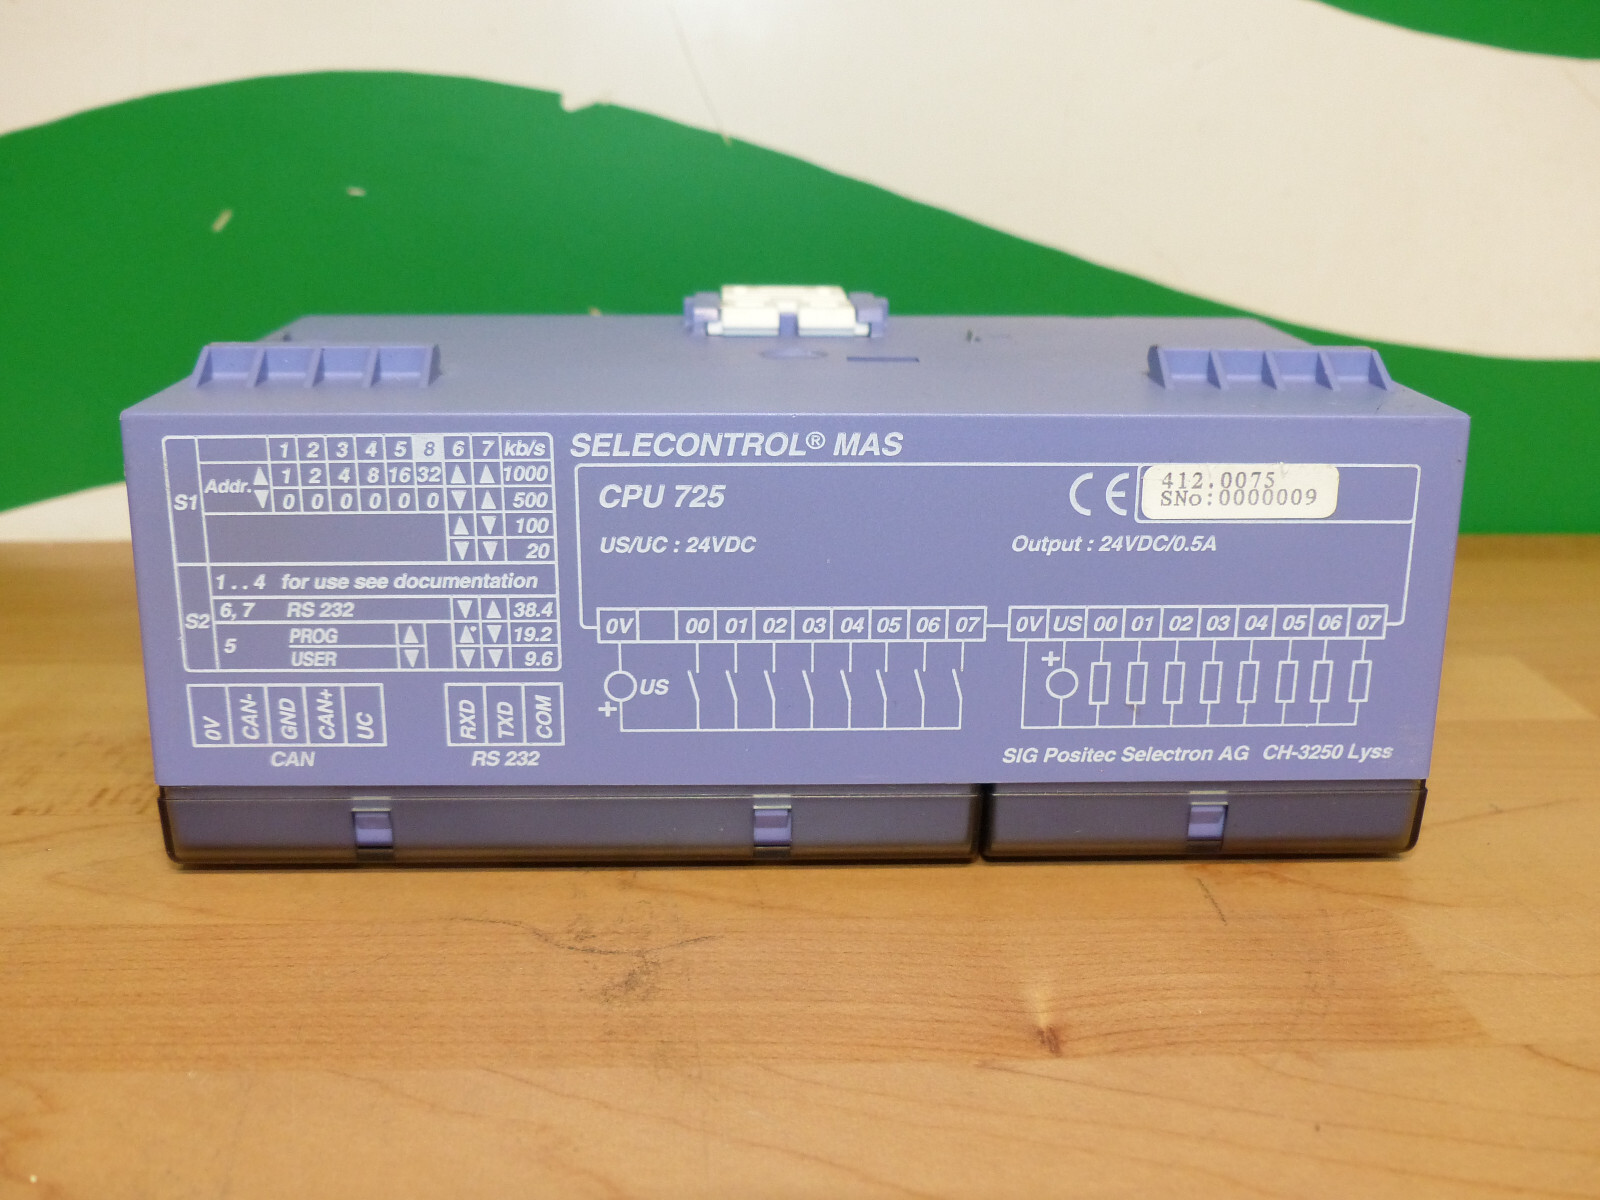 1 2 3 4 5 8 6 7 kb/s
S1 Addr. ▲ 1 2 4 8 16 32 ▲ ▲ 1000
▼ 0 0 0 0 0 0 ▼ ▲ 500
▲ ▼ 100
▼ ▼ 20
S2 1..4 for use see documentation
6, 7 RS 232 ▼ ▲ 38.4
5 PROG ▲ ▲* ▼ 19.2
USER ▼ ▼ ▼ 9.6
0V CAN- GND CAN+ UC
CAN
RXD TXD COM
RS 232
SELECONTROL® MAS
CPU 725
CE
412.0075
SNo:0000009
US/UC : 24VDC
Output : 24VDC/0.5A
0V 00 01 02 03 04 05 06 07
0V US 00 01 02 03 04 05 06 07
US
+
+
SIG Positec Selectron AG CH-3250 Lyss